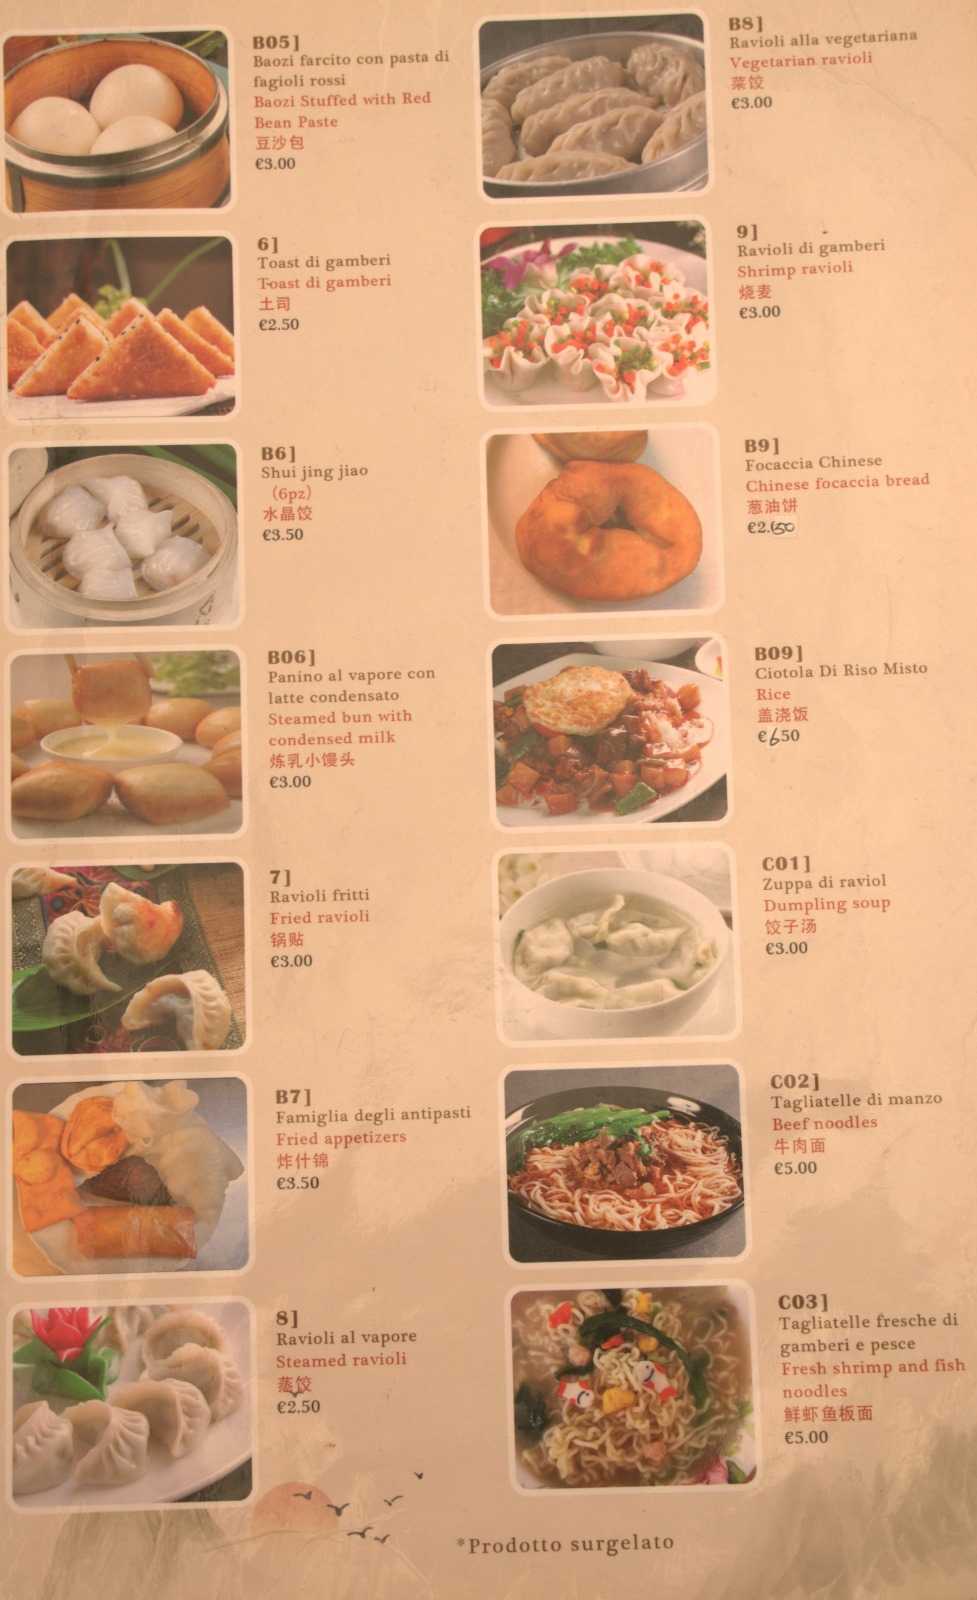 B05]
Baozi farcito con pasta di
fagioli rossi
Baozi Stuffed with Red
Bean Paste
豆沙包
€3.00
6]
Toast di gamberi
Toast di gamberi
土司
€2.50
B6]
Shui jing jiao
（6pz）
水晶饺
€3.50
B06]
Panino al vapore con
latte condensato
Steamed bun with
condensed milk
炼乳小馒头
€3.00
7]
Ravioli fritti
Fried ravioli
锅贴
€3.00
B7]
Famiglia degli antipasti
Fried appetizers
炸什锦
€3.50
8]
Ravioli al vapore
Steamed ravioli
蒸饺
€2.50
B8]
Ravioli alla vegetariana
Vegetarian ravioli
菜饺
€3.00
9]
Ravioli di gamberi
Shrimp ravioli
烧麦
€3.00
B9]
Focaccia Chinese
Chinese focaccia bread
葱油饼
B09]
Ciotola Di Riso Misto
Rice
盖浇饭
€650
C01]
Zuppa di raviol
Dumpling soup
饺子汤
€3.00
C02]
Tagliatelle di manzo
Beef noodles
牛肉面
€5.00
C03]
Tagliatelle fresche di
gamberi e pesce
Fresh shrimp and fish
noodles
鲜虾鱼板面
€5.00
*Prodotto surgelato